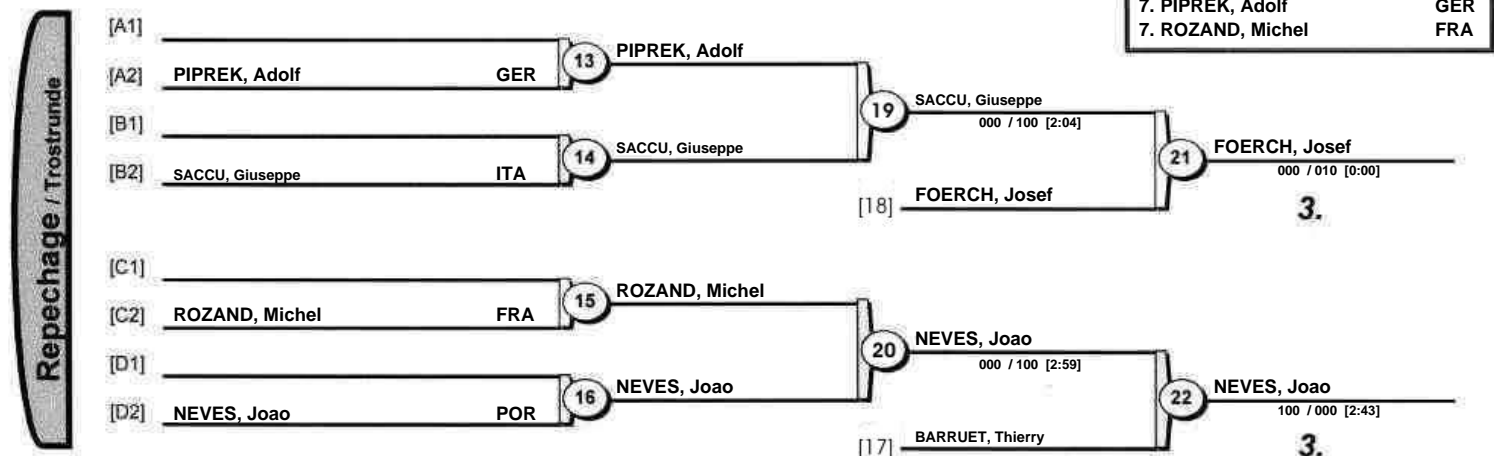 7. PIPREK, Adolf GER
7. ROZAND, Michel FRA
Repechage / Trostrunde
[A1]
[A2] PIPREK, Adolf GER
13 PIPREK, Adolf
[B1]
[B2] SACCU, Giuseppe ITA
14 SACCU, Giuseppe
19 SACCU, Giuseppe
000 / 100 [2:04]
[18] FOERCH, Josef
21 FOERCH, Josef
000 / 010 [0:00]
3.
[C1]
[C2] ROZAND, Michel FRA
15 ROZAND, Michel
[D1]
[D2] NEVES, Joao POR
16 NEVES, Joao
20 NEVES, Joao
000 / 100 [2:59]
[17] BARRUET, Thierry
22 NEVES, Joao
100 / 000 [2:43]
3.